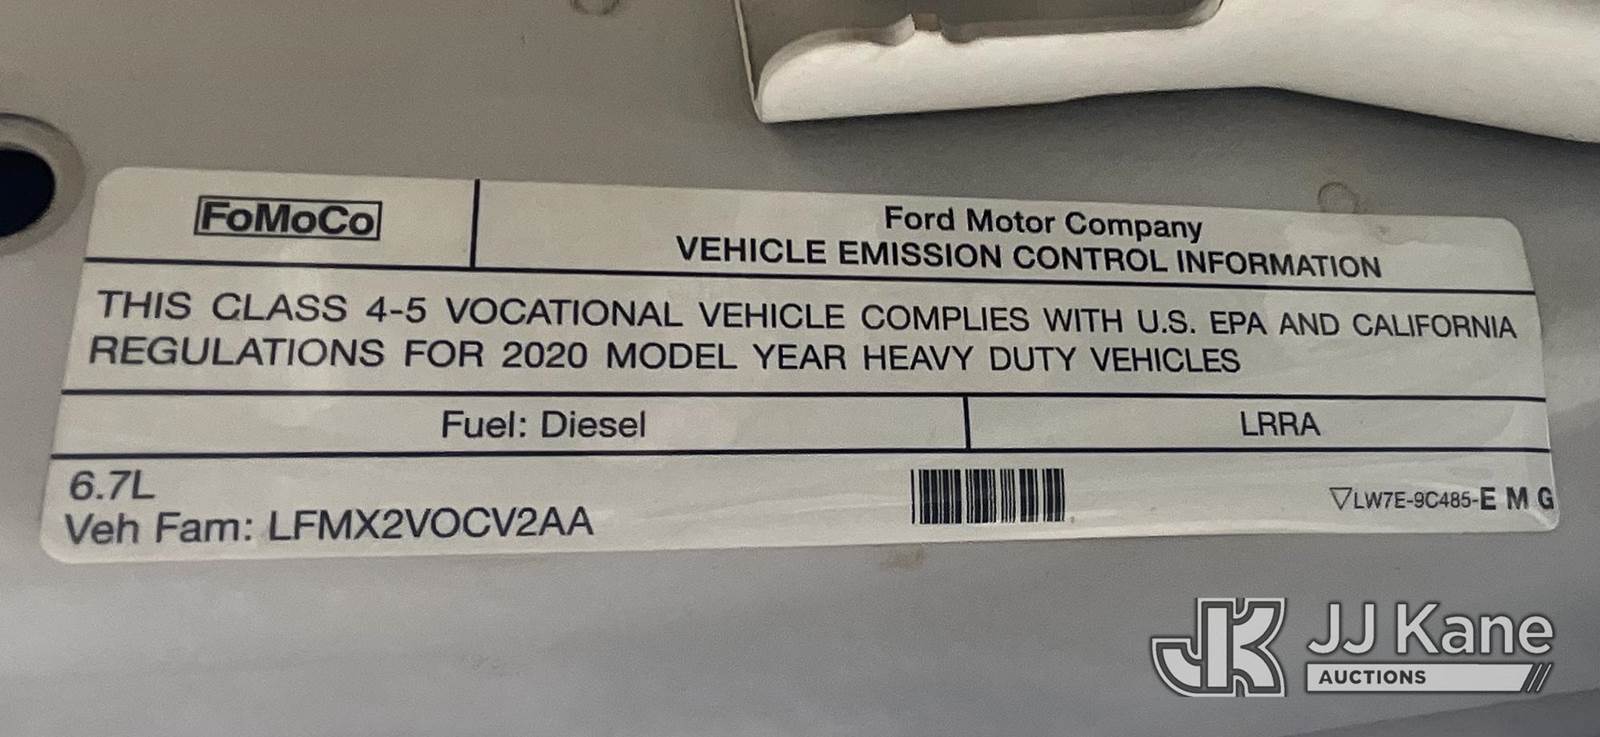 FoMoCo
Ford Motor Company
VEHICLE EMISSION CONTROL INFORMATION
THIS CLASS 4-5 VOCATIONAL VEHICLE COMPLIES WITH U.S. EPA AND CALIFORNIA
REGULATIONS FOR 2020 MODEL YEAR HEAVY DUTY VEHICLES
Fuel: Diesel
LRRA
6.7L
Veh Fam: LFMX2VOCV2AA
▽LW7E-9C485-E M G
JK JJ Kane
AUCTIONS